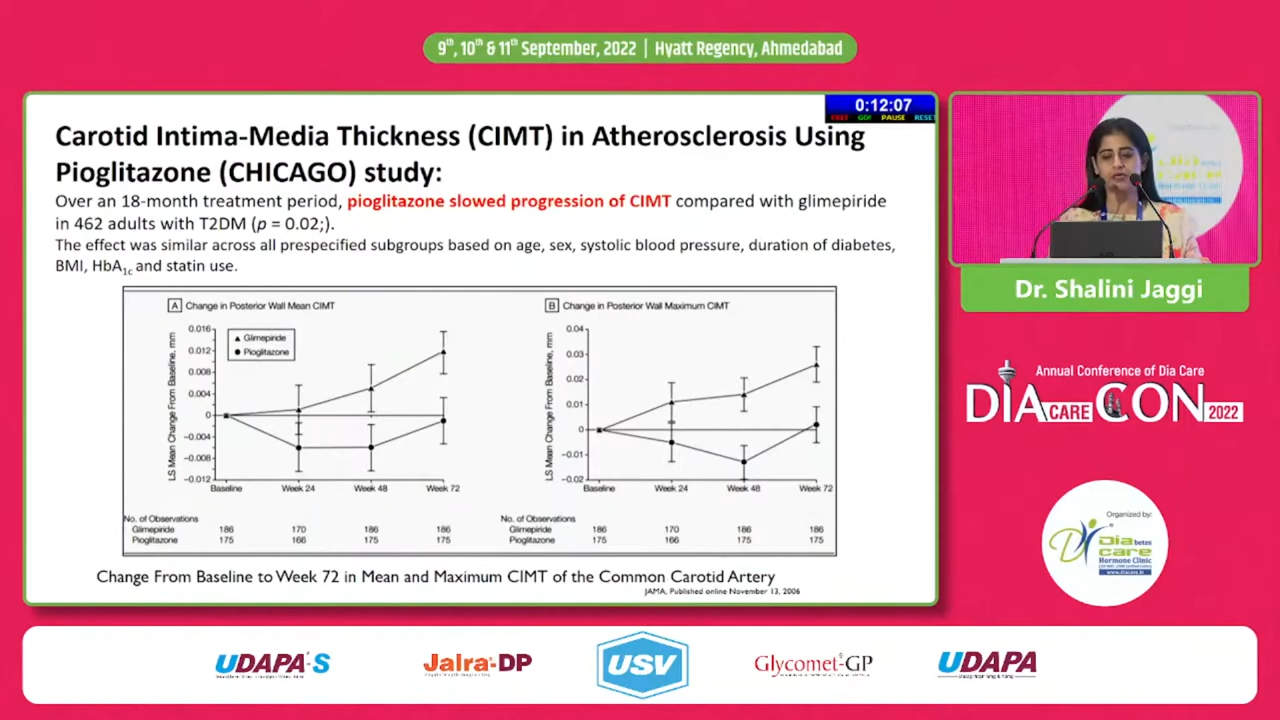 9th, 10th & 11th September, 2022 | Hyatt Regency, Ahmedabad
0:12:07
EXIT GO! PAUSE RESET
Carotid Intima-Media Thickness (CIMT) in Atherosclerosis Using
Pioglitazone (CHICAGO) study:
Over an 18-month treatment period, pioglitazone slowed progression of CIMT compared with glimepiride
in 462 adults with T2DM (p = 0.02;).
The effect was similar across all prespecified subgroups based on age, sex, systolic blood pressure, duration of diabetes,
BMI, HbA1c and statin use.
A Change in Posterior Wall Mean CIMT
LS Mean Change From Baseline, mm
0.016
0.012
0.008
0.004
0
−0.004
−0.008
−0.012
Glimepiride
Pioglitazone
Baseline Week 24 Week 48 Week 72
No. of Observations
Glimepiride 186 170 186 186
Pioglitazone 175 166 175 175
B Change in Posterior Wall Maximum CIMT
LS Mean Change From Baseline, mm
0.04
0.03
0.02
0.01
0
−0.01
−0.02
Baseline Week 24 Week 48 Week 72
No. of Observations
Glimepiride 186 170 186 186
Pioglitazone 175 166 175 175
Change From Baseline to Week 72 in Mean and Maximum CIMT of the Common Carotid Artery
JAMA, Published online November 13, 2006
Dr. Shalini Jaggi
Annual Conference of Dia Care
DIA CARE CON 2022
Organized by:
Diabetes
care
Hormone Clinic
www.diacare.in
UDAPA-S
Jalra-DP
USV
Glycomet-GP
UDAPA